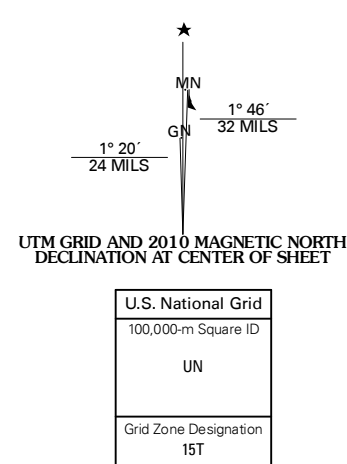 MN
GN
1° 46´
32 MILS
1° 20´
24 MILS
UTM GRID AND 2010 MAGNETIC NORTH
DECLINATION AT CENTER OF SHEET
U.S. National Grid
100,000-m Square ID
UN
Grid Zone Designation
15T